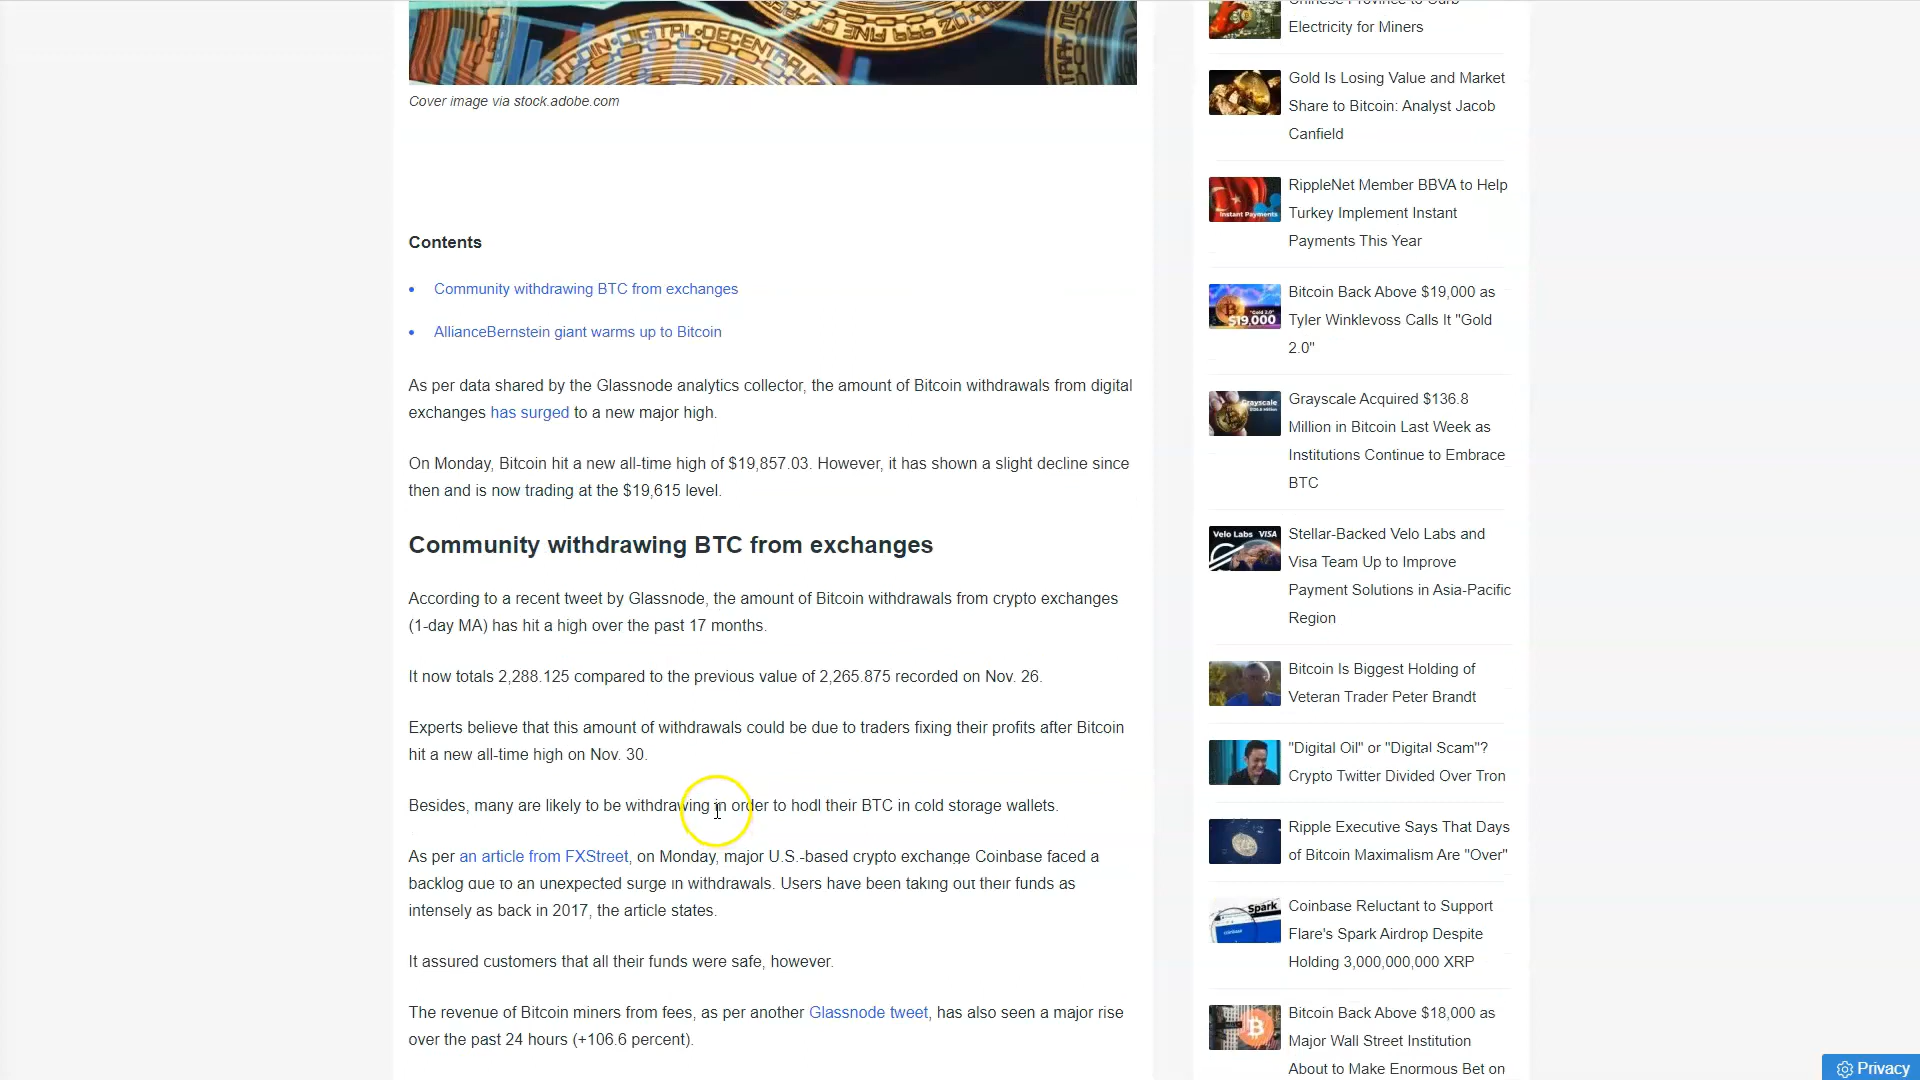 DIGITAL
DECENTRAL
Cover image via stock.adobe.com
Contents
Community withdrawing BTC from exchanges
AllianceBernstein giant warms up to Bitcoin
As per data shared by the Glassnode analytics collector, the amount of Bitcoin withdrawals from digital
exchanges has surged to a new major high.
On Monday, Bitcoin hit a new all-time high of $19,857.03. However, it has shown a slight decline since
then and is now trading at the $19,615 level.
Community withdrawing BTC from exchanges
According to a recent tweet by Glassnode, the amount of Bitcoin withdrawals from crypto exchanges
(1-day MA) has hit a high over the past 17 months.
It now totals 2,288.125 compared to the previous value of 2,265.875 recorded on Nov. 26.
Experts believe that this amount of withdrawals could be due to traders fixing their profits after Bitcoin
hit a new all-time high on Nov. 30.
Besides, many are likely to be withdrawing in order to hodl their BTC in cold storage wallets.
As per an article from FXStreet, on Monday, major U.S.-based crypto exchange Coinbase faced a
backlog due to an unexpected surge in withdrawals. Users have been taking out their funds as
intensely as back in 2017, the article states.
It assured customers that all their funds were safe, however.
The revenue of Bitcoin miners from fees, as per another Glassnode tweet, has also seen a major rise
over the past 24 hours (+106.6 percent).
Chinese Province to Curb
Electricity for Miners
Gold Is Losing Value and Market
Share to Bitcoin: Analyst Jacob
Canfield
Instant Payments
RippleNet Member BBVA to Help
Turkey Implement Instant
Payments This Year
"Gold 2.0"
$19,000
Bitcoin Back Above $19,000 as
Tyler Winklevoss Calls It "Gold
2.0"
Grayscale
Grayscale Acquired $136.8
Million in Bitcoin Last Week as
Institutions Continue to Embrace
BTC
Velo Labs VISA
Stellar-Backed Velo Labs and
Visa Team Up to Improve
Payment Solutions in Asia-Pacific
Region
Bitcoin Is Biggest Holding of
Veteran Trader Peter Brandt
"Digital Oil" or "Digital Scam"?
Crypto Twitter Divided Over Tron
Ripple Executive Says That Days
of Bitcoin Maximalism Are "Over"
Spark
Coinbase Reluctant to Support
Flare's Spark Airdrop Despite
Holding 3,000,000,000 XRP
Bitcoin Back Above $18,000 as
Major Wall Street Institution
About to Make Enormous Bet on
Privacy